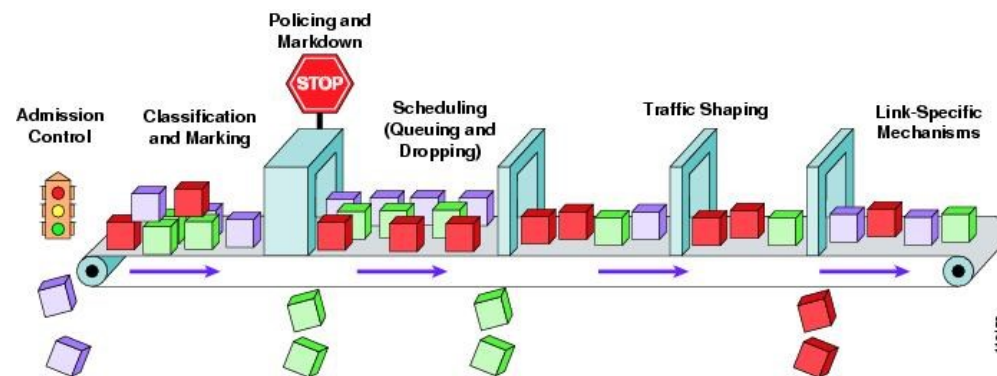 Policing and
Markdown
STOP
Admission
Control
Classification
and Marking
Scheduling
(Queuing and
Dropping)
Traffic Shaping
Link-Specific
Mechanisms